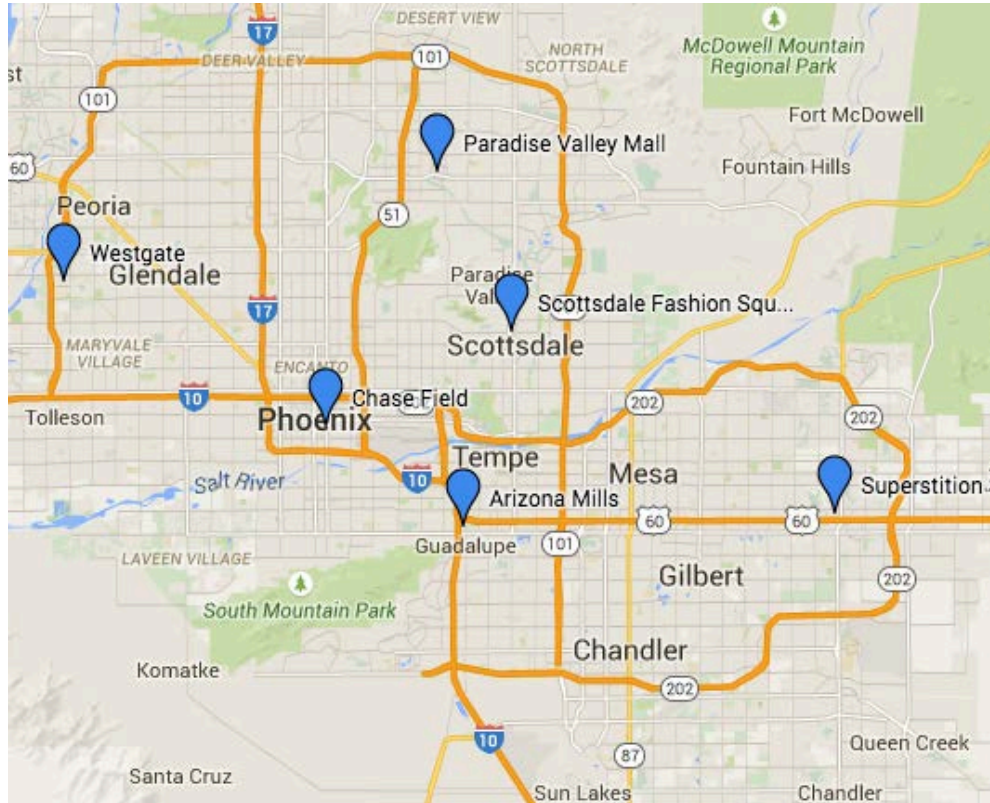 DESERT VIEW
17
McDowell Mountain
Regional Park
NORTH
SCOTTSDALE
DEER VALLEY
101
st
101
Fort McDowell
Paradise Valley Mall
60
Fountain Hills
Peoria
51
Westgate
Glendale
Paradise
Scottsdale Fashion Squ...
17
MARYVALE
VILLAGE
Scottsdale
ENCANTO
10
Chase Field
202
Tolleson
Phoenix
202
Tempe
Mesa
Salt River
10
Arizona Mills
Superstition
60
60
Guadalupe
101
LAVEEN VILLAGE
Gilbert
202
South Mountain Park
Chandler
Komatke
202
10
87
Queen Creek
Santa Cruz
Sun Lakes
Chandler